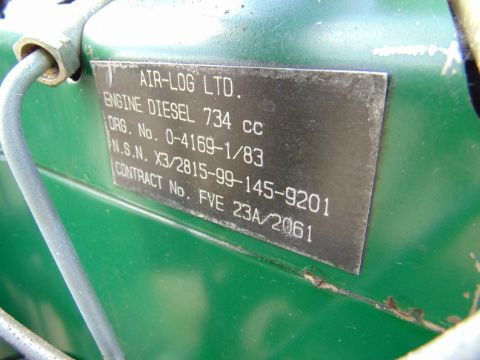 AIR-LOG LTD.
ENGINE DIESEL 734 cc
DRG. No. 0-4169-1/83
N.S.N. X3/2815-99-145-9201
CONTRACT No. FVE 23A/2061